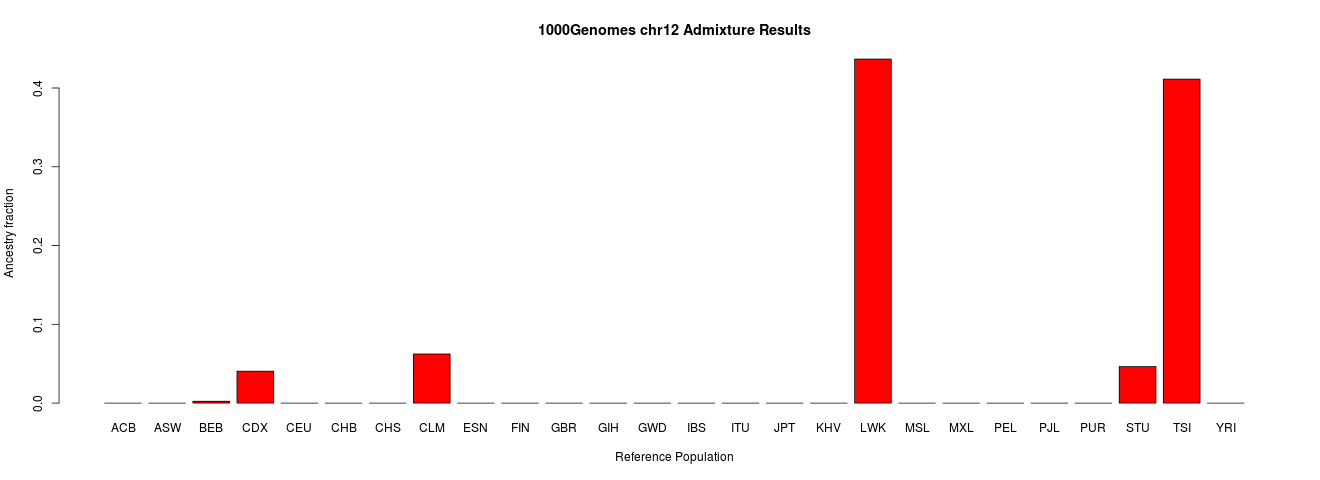 1000Genomes chr12 Admixture Results
Ancestry fraction
0.4
0.3
0.2
0.1
0.0
ACB ASW BEB CDX CEU CHB CHS CLM ESN FIN GBR GIH GWD IBS ITU JPT KHV LWK MSL MXL PEL PJL PUR STU TSI YRI
Reference Population